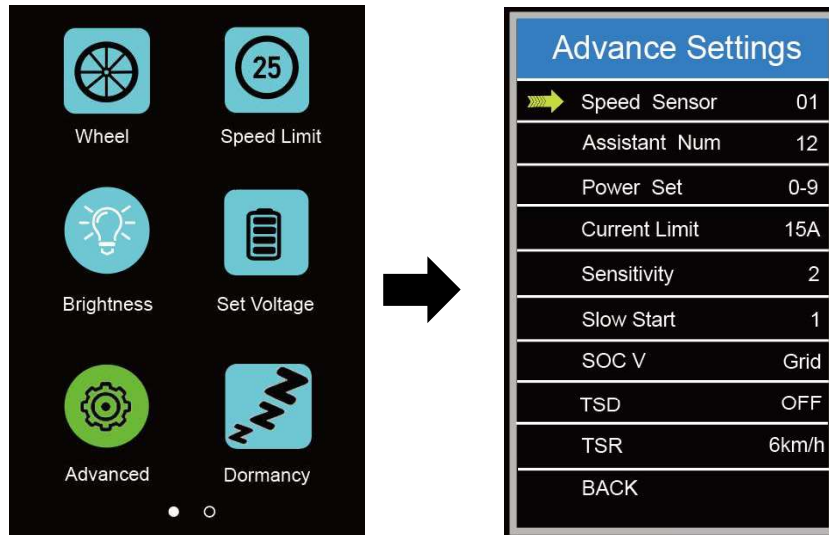 25
Wheel Speed Limit
Brightness Set Voltage
Advanced Dormancy
Advance Settings
Speed Sensor 01
Assistant Num 12
Power Set 0-9
Current Limit 15A
Sensitivity 2
Slow Start 1
SOC V Grid
TSD OFF
TSR 6km/h
BACK